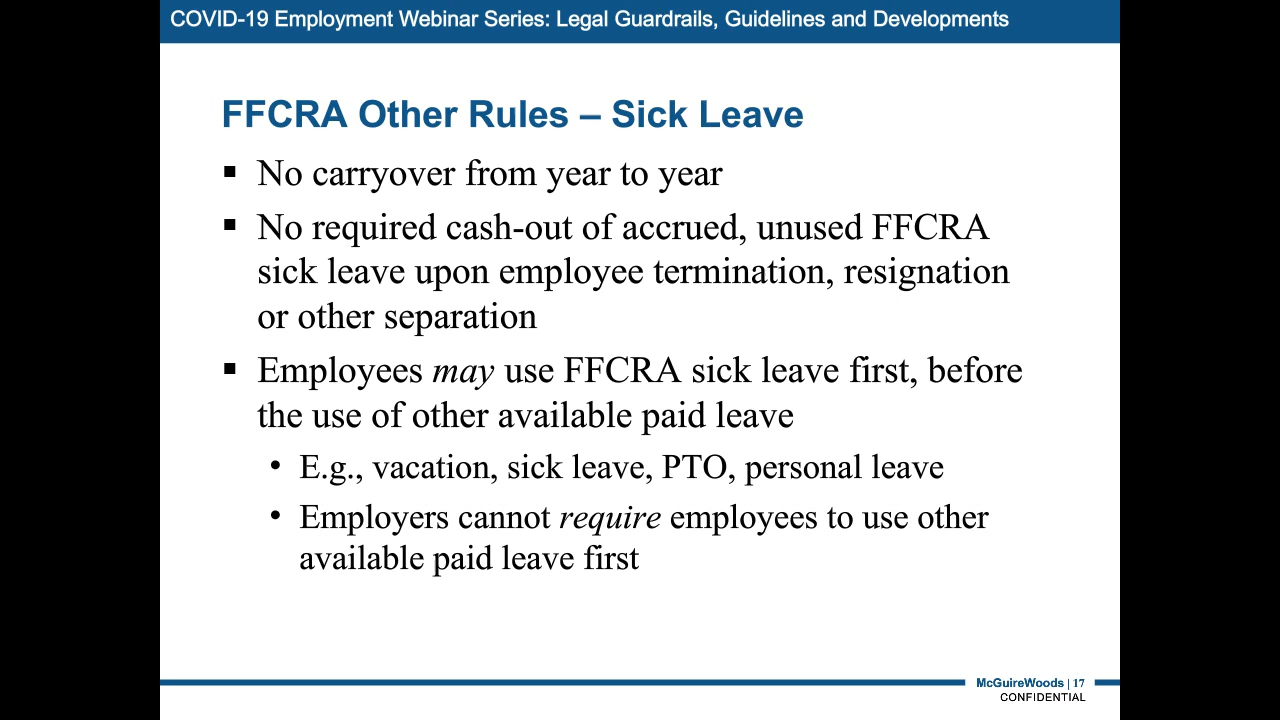 COVID-19 Employment Webinar Series: Legal Guardrails, Guidelines and Developments
FFCRA Other Rules – Sick Leave
▪ No carryover from year to year
▪ No required cash-out of accrued, unused FFCRA
sick leave upon employee termination, resignation
or other separation
▪ Employees may use FFCRA sick leave first, before
the use of other available paid leave
• E.g., vacation, sick leave, PTO, personal leave
• Employers cannot require employees to use other
available paid leave first
McGuireWoods | 17
CONFIDENTIAL